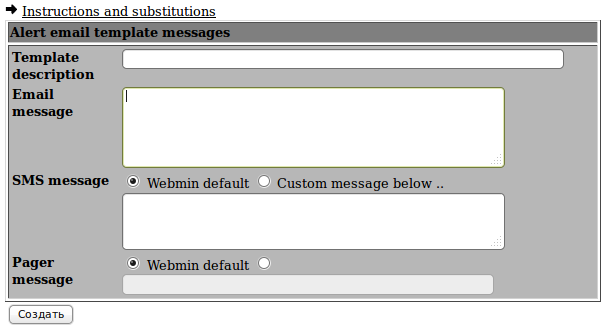 Instructions and substitutions
Alert email template messages
Template
description
Email
message
SMS message
Webmin default Custom message below ..
Pager
message
Webmin default
Создать